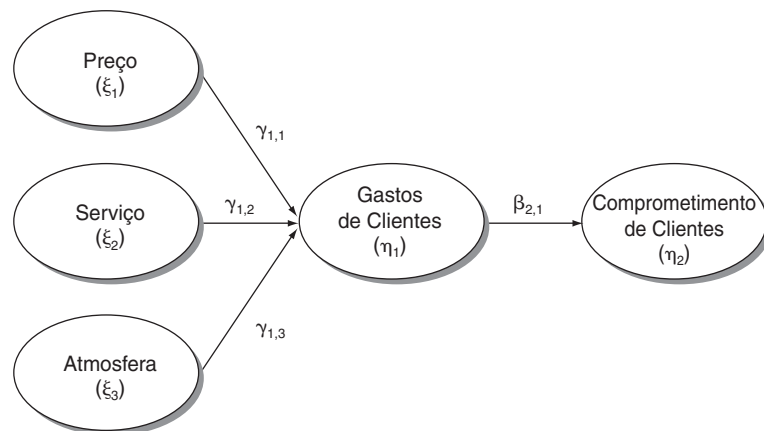 Preço
(ξ₁)
γ₁,₁
Serviço
(ξ₂)
γ₁,₂
Gastos
de Clientes
(η₁)
β₂,₁
Comprometimento
de Clientes
(η₂)
γ₁,₃
Atmosfera
(ξ₃)